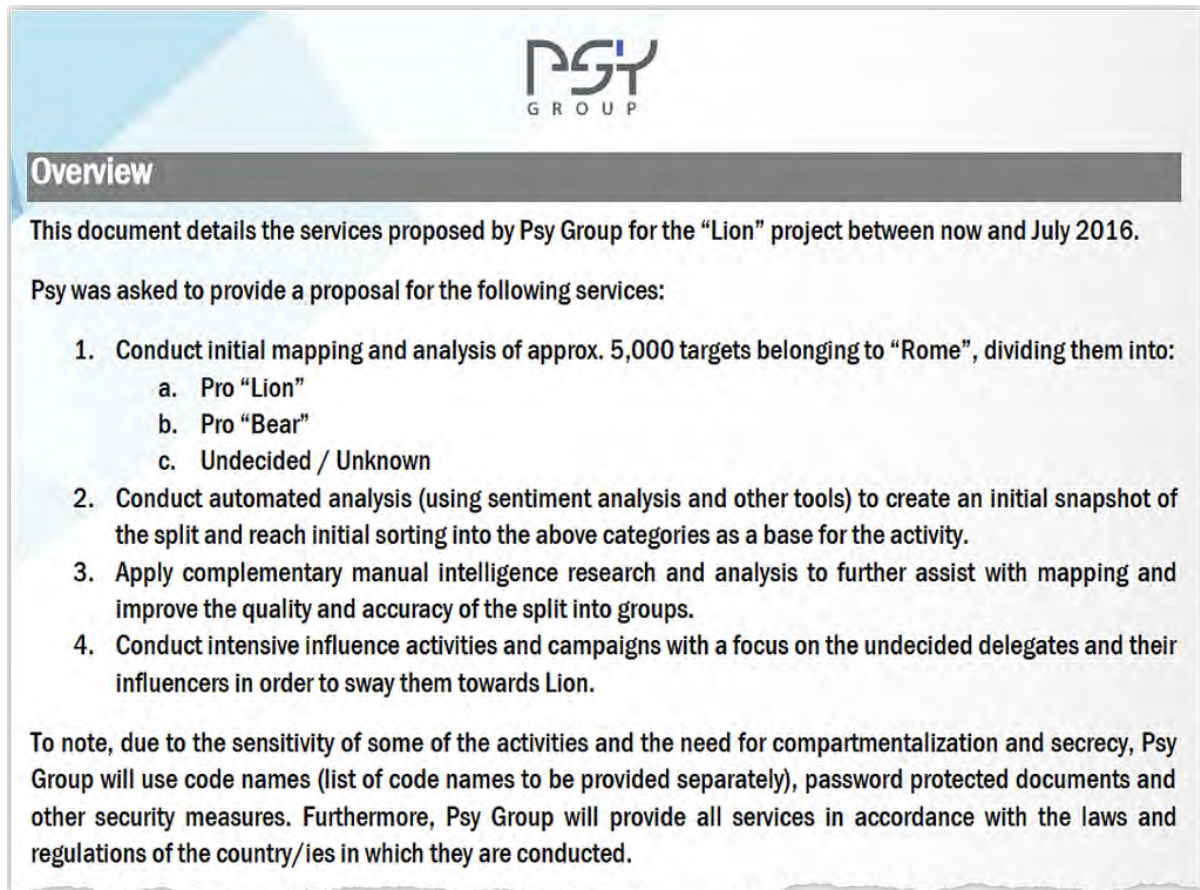 PSY
GROUP
Overview
This document details the services proposed by Psy Group for the “Lion” project between now and July 2016.
Psy was asked to provide a proposal for the following services:
1. Conduct initial mapping and analysis of approx. 5,000 targets belonging to “Rome”, dividing them into:
a. Pro “Lion”
b. Pro “Bear”
c. Undecided / Unknown
2. Conduct automated analysis (using sentiment analysis and other tools) to create an initial snapshot of
the split and reach initial sorting into the above categories as a base for the activity.
3. Apply complementary manual intelligence research and analysis to further assist with mapping and
improve the quality and accuracy of the split into groups.
4. Conduct intensive influence activities and campaigns with a focus on the undecided delegates and their
influencers in order to sway them towards Lion.
To note, due to the sensitivity of some of the activities and the need for compartmentalization and secrecy, Psy
Group will use code names (list of code names to be provided separately), password protected documents and
other security measures. Furthermore, Psy Group will provide all services in accordance with the laws and
regulations of the country/ies in which they are conducted.